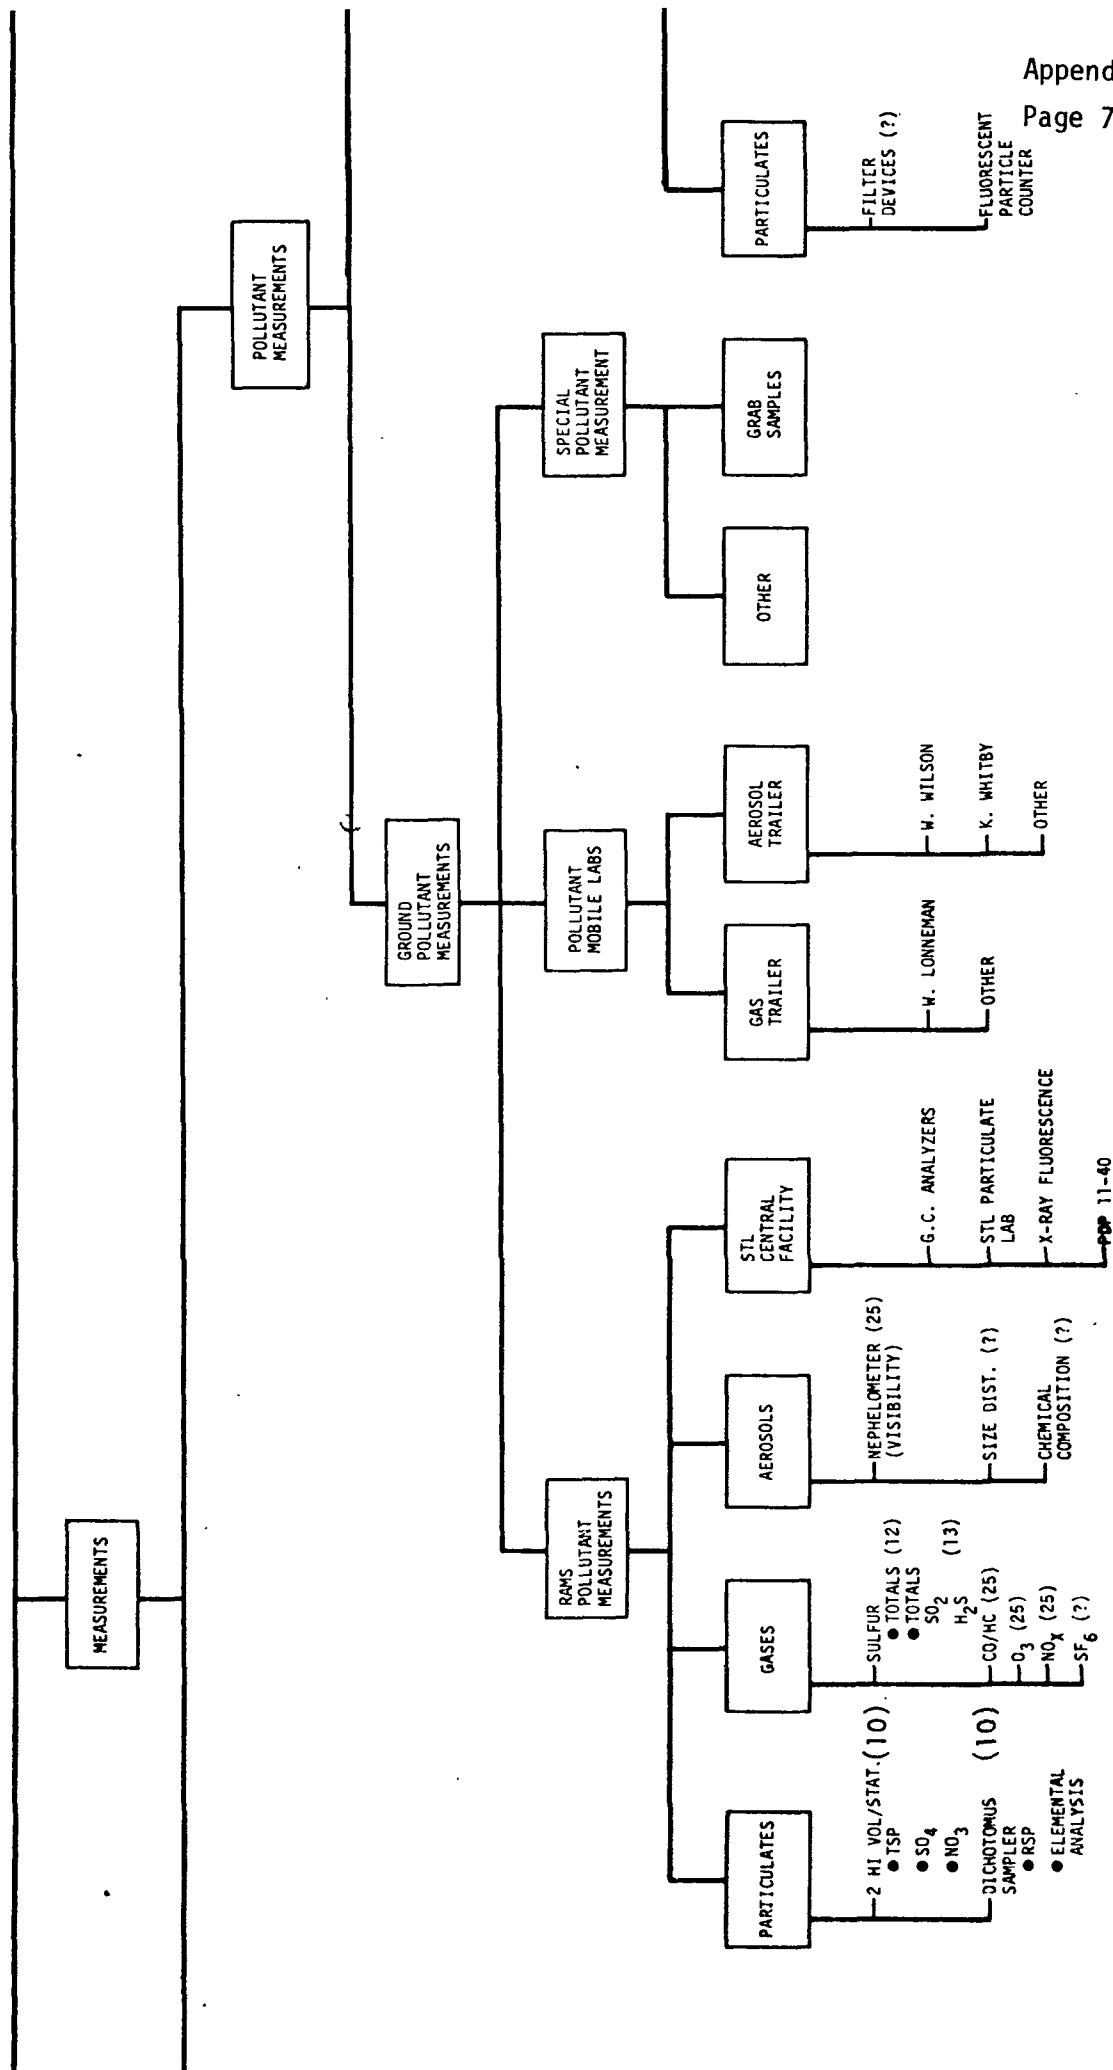 Append
Page 7
MEASUREMENTS
POLLUTANT
MEASUREMENTS
GROUND
POLLUTANT
MEASUREMENTS
RAMS
POLLUTANT
MEASUREMENTS
POLLUTANT
MOBILE LABS
SPECIAL
POLLUTANT
MEASUREMENT
PARTICULATES
2 HI VOL/STAT.(10)
● TSP
● SO4
● NO3
DICHOTOMUS (10)
SAMPLER
● RSP
● ELEMENTAL
ANALYSIS
GASES
SULFUR
● TOTALS (12)
● TOTALS
SO2
H2S (13)
CO/HC (25)
O3 (25)
NOX (25)
SF6 (?)
AEROSOLS
NEPHELOMETER (25)
(VISIBILITY)
SIZE DIST. (?)
CHEMICAL
COMPOSITION (?)
STL
CENTRAL
FACILITY
G.C. ANALYZERS
STL PARTICULATE
LAB
X-RAY FLUORESCENCE
PDP 11-40
GAS
TRAILER
W. LONNEMAN
OTHER
AEROSOL
TRAILER
W. WILSON
K. WHITBY
OTHER
OTHER
GRAB
SAMPLES
PARTICULATES
FILTER
DEVICES (?)
FLUORESCENT
PARTICLE
COUNTER